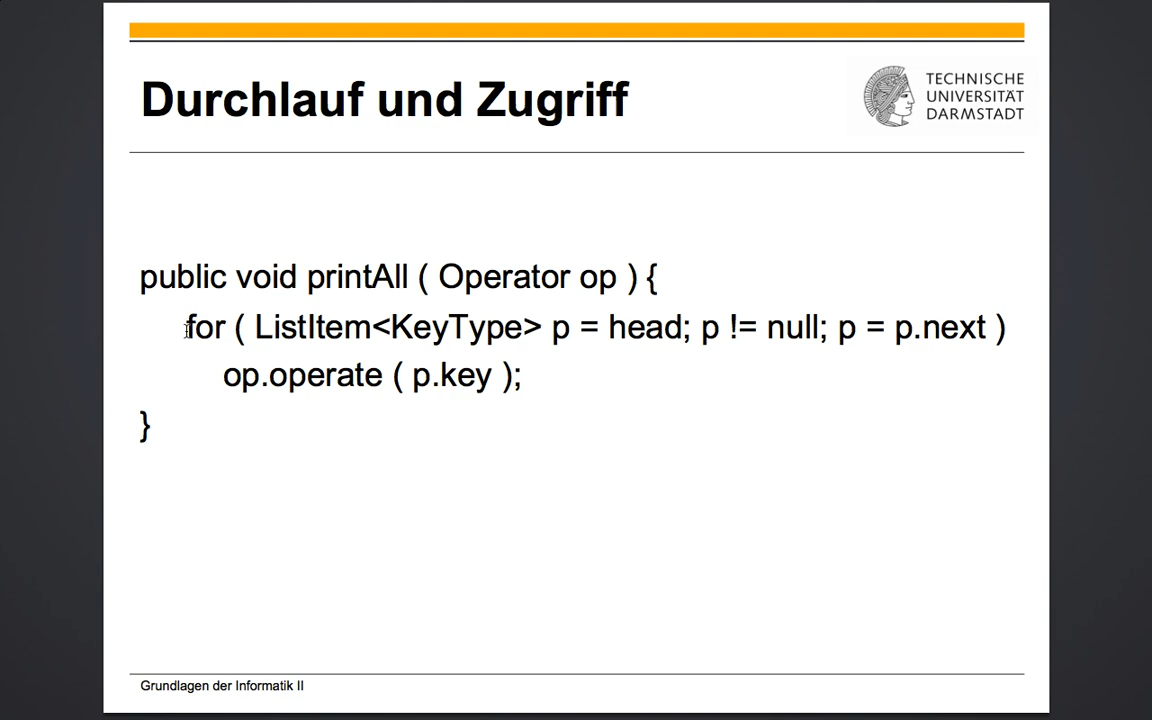 Durchlauf und Zugriff
TECHNISCHE
UNIVERSITÄT
DARMSTADT
public void printAll ( Operator op ) {
for ( ListItem<KeyType> p = head; p != null; p = p.next )
op.operate ( p.key );
}
Grundlagen der Informatik II